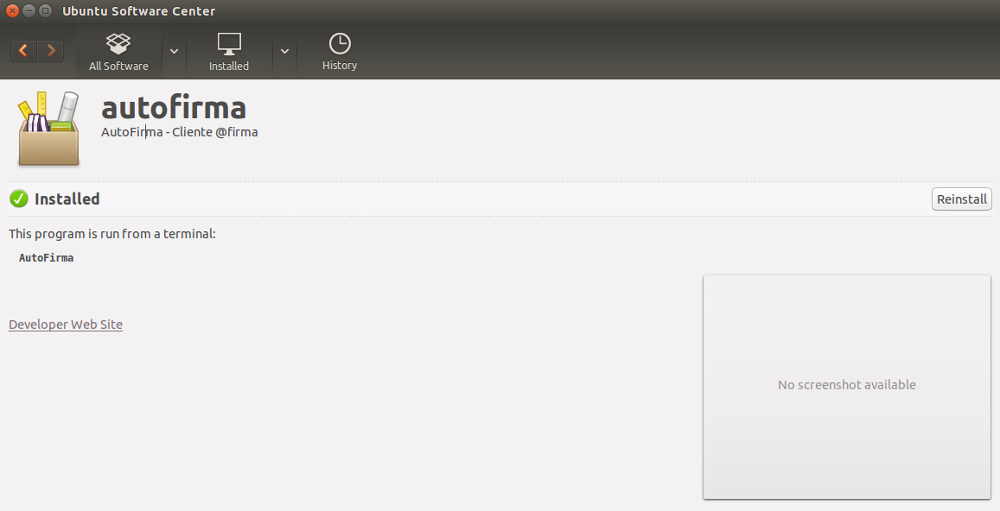 Ubuntu Software Center
All Software
Installed
History
autofirma
AutoFirma - Cliente @firma
Installed
Reinstall
This program is run from a terminal:
AutoFirma
Developer Web Site
No screenshot available